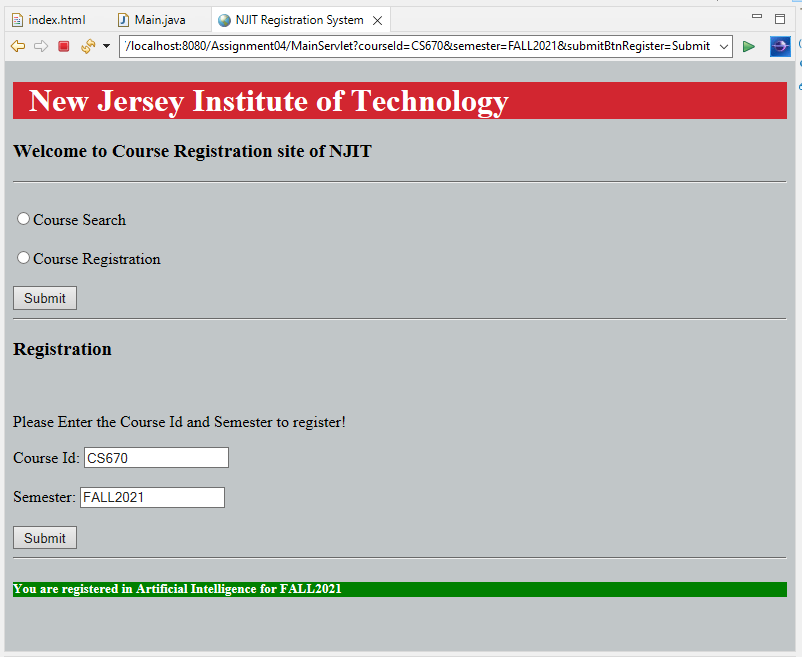 index.html Main.java NJIT Registration System
/localhost:8080/Assignment04/MainServlet?courseId=CS670&semester=FALL2021&submitBtnRegister=Submit
New Jersey Institute of Technology
Welcome to Course Registration site of NJIT
Course Search
Course Registration
Submit
Registration
Please Enter the Course Id and Semester to register!
Course Id: CS670
Semester: FALL2021
Submit
You are registered in Artificial Intelligence for FALL2021